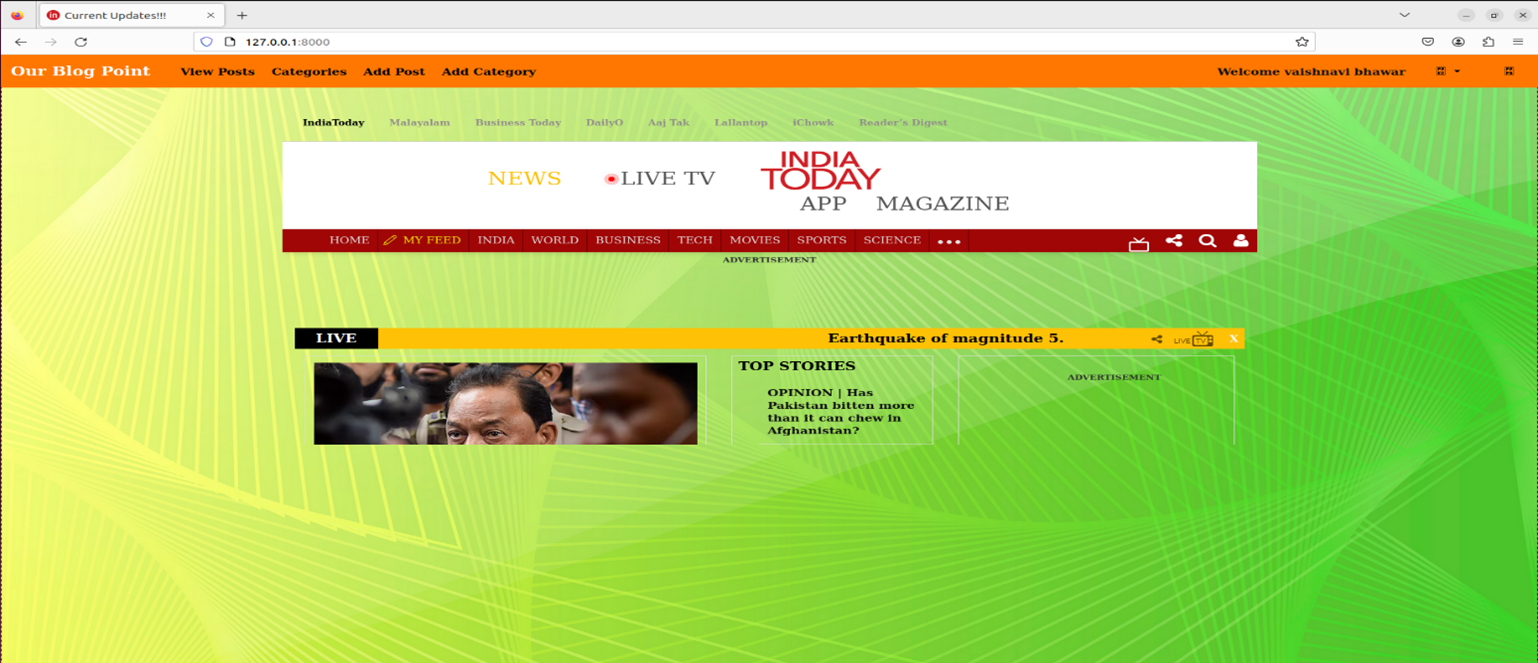 Current Updates!!!
127.0.0.1:8000
Our Blog Point View Posts Categories Add Post Add Category Welcome vaishnavi bhawar
IndiaToday Malayalam Business Today DailyO Aaj Tak Lallantop iChowk Reader's Digest
NEWS LIVE TV INDIA TODAY
APP MAGAZINE
HOME MY FEED INDIA WORLD BUSINESS TECH MOVIES SPORTS SCIENCE
ADVERTISEMENT
LIVE Earthquake of magnitude 5. LIVE TV X
TOP STORIES
ADVERTISEMENT
OPINION | Has
Pakistan bitten more
than it can chew in
Afghanistan?